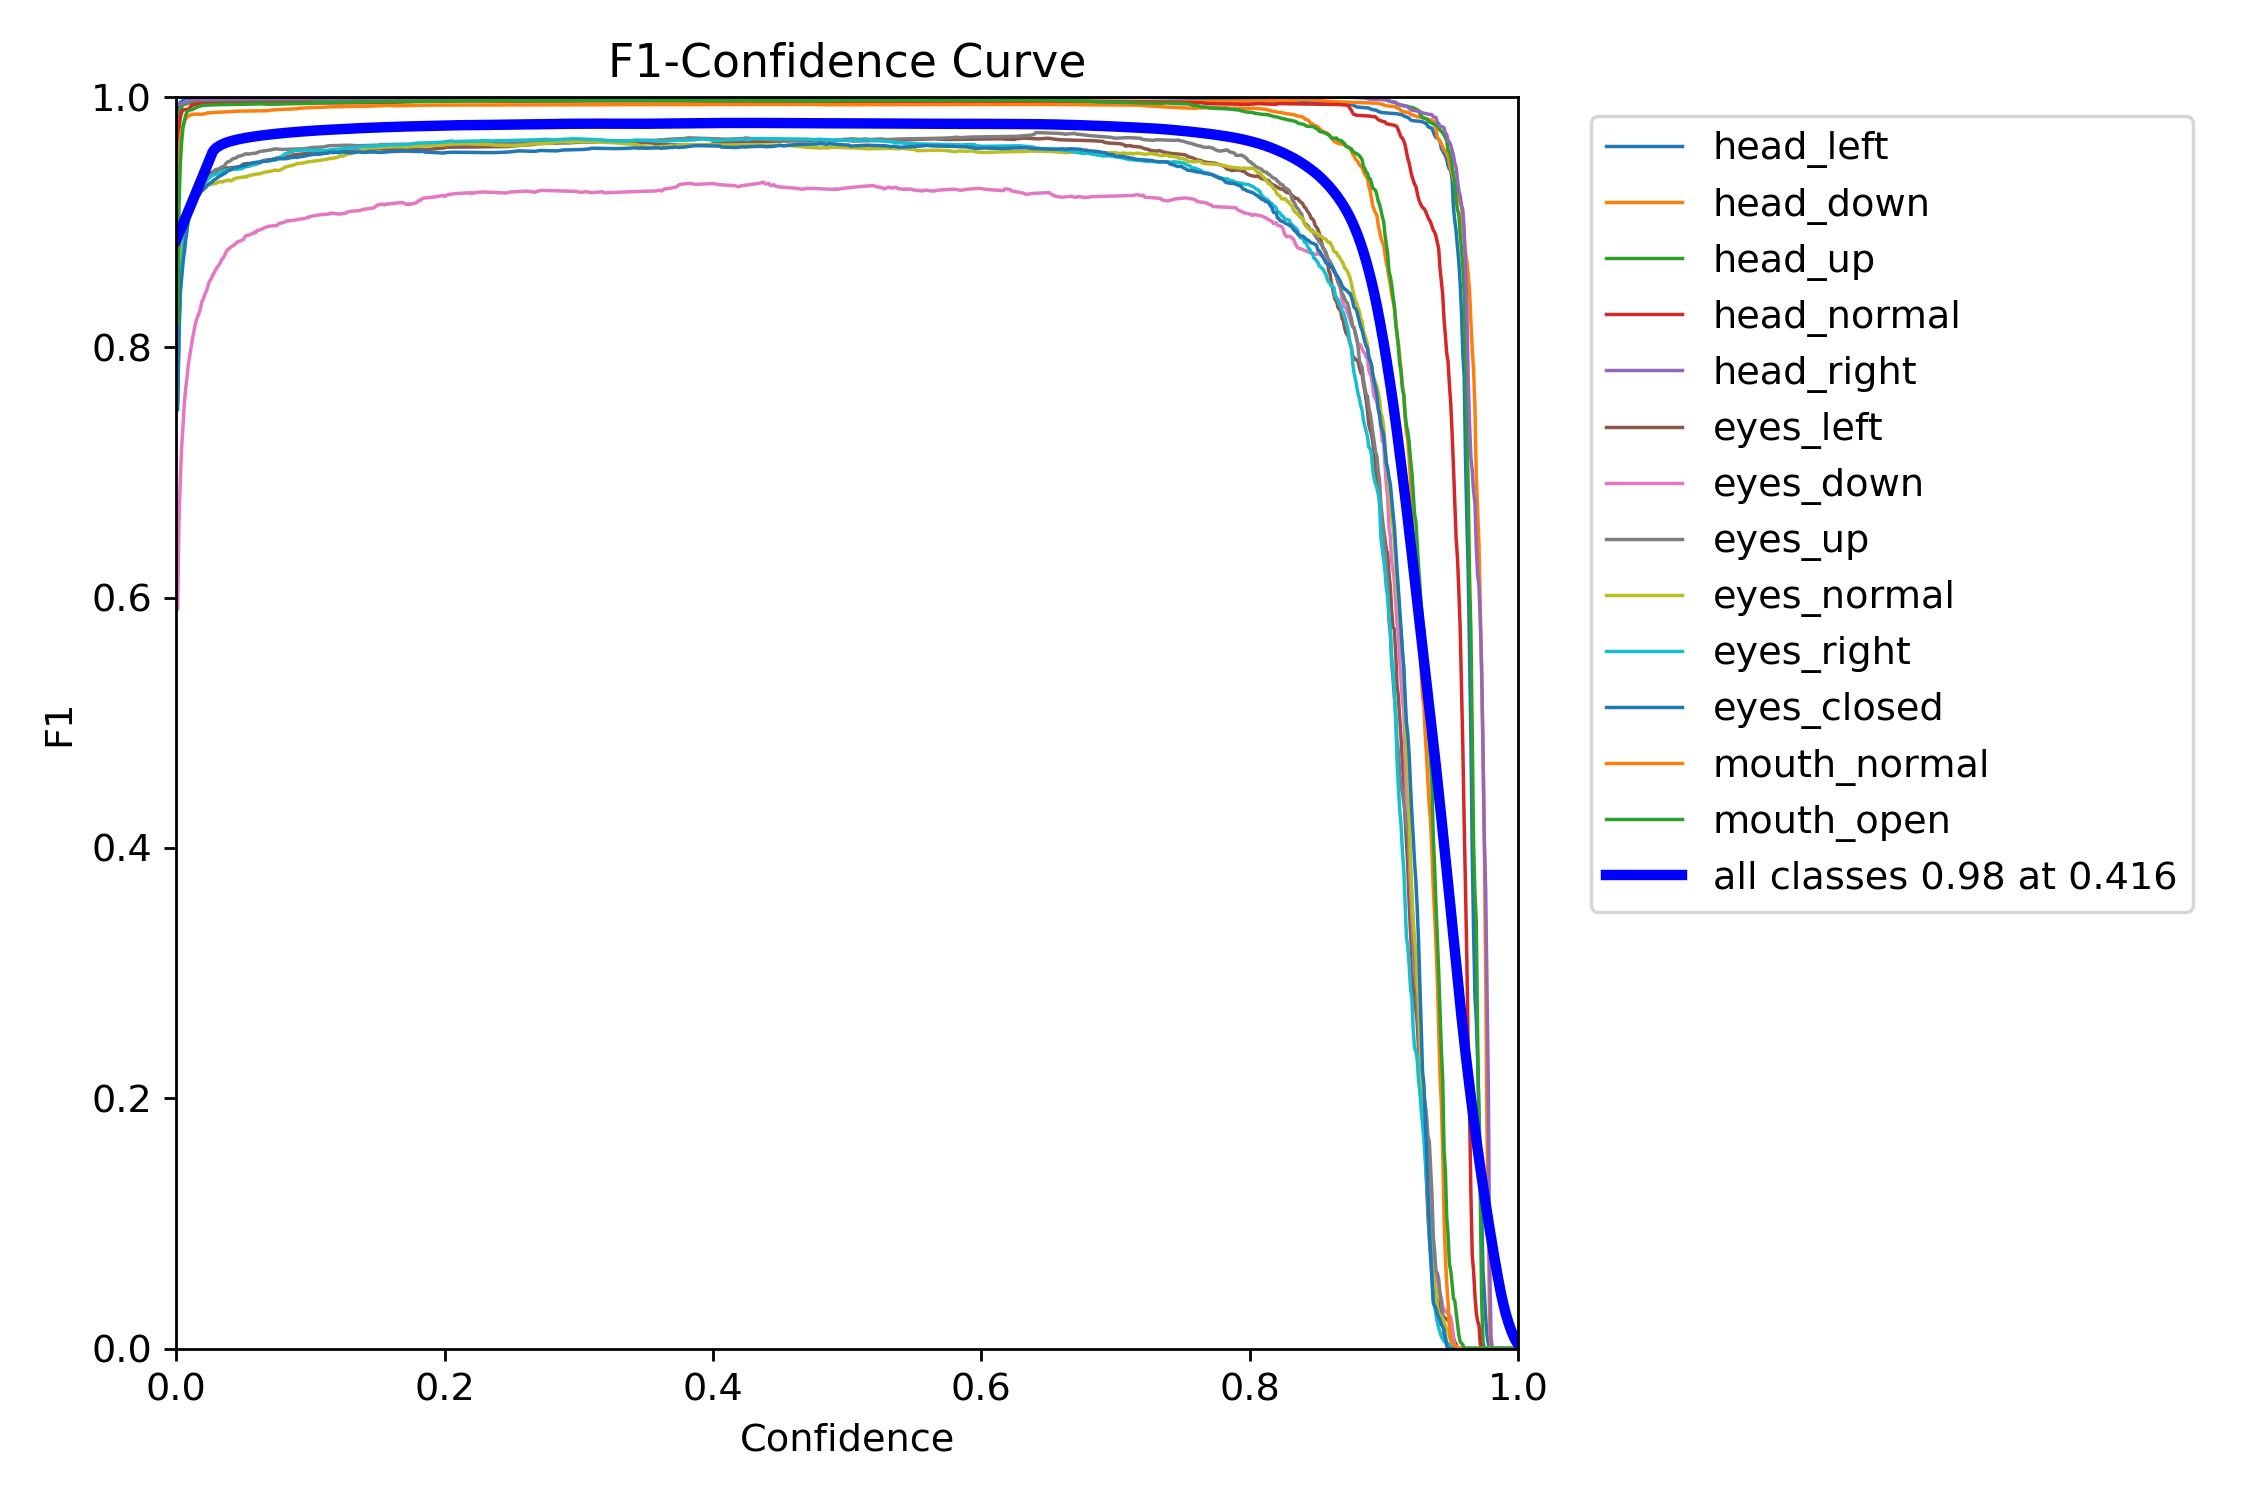 F1-Confidence Curve
1.0
0.8
0.6
0.4
0.2
0.0
F1
0.0 0.2 0.4 0.6 0.8 1.0
Confidence
head_left
head_down
head_up
head_normal
head_right
eyes_left
eyes_down
eyes_up
eyes_normal
eyes_right
eyes_closed
mouth_normal
mouth_open
all classes 0.98 at 0.416